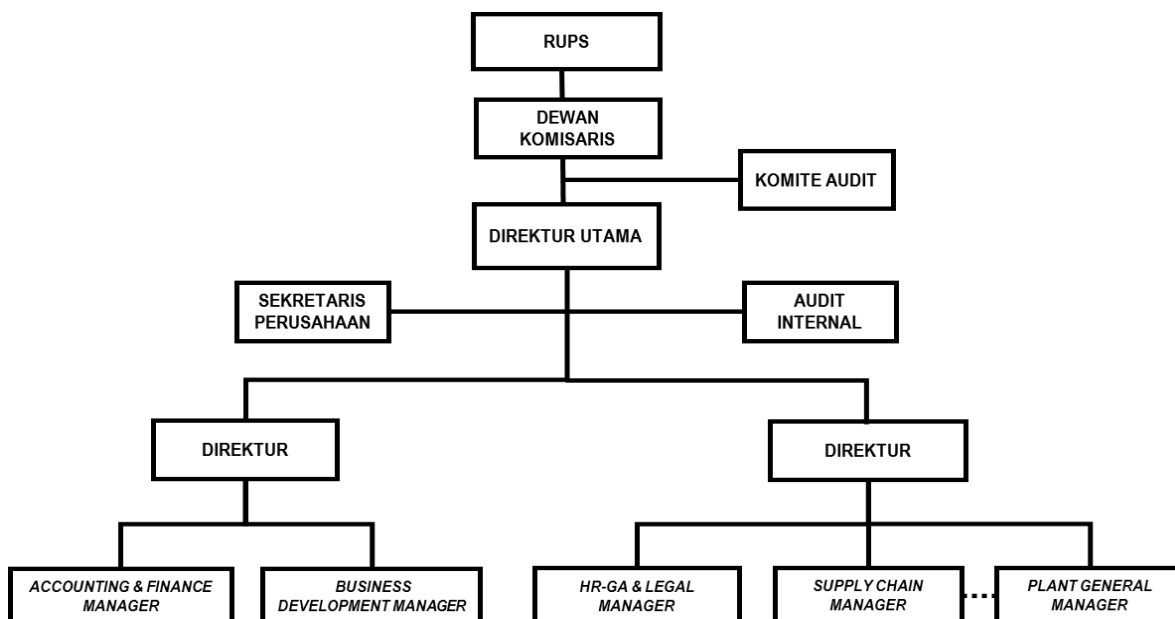 RUPS
DEWAN
KOMISARIS
KOMITE AUDIT
DIREKTUR UTAMA
SEKRETARIS
PERUSAHAAN
AUDIT
INTERNAL
DIREKTUR
DIREKTUR
ACCOUNTING & FINANCE
MANAGER
BUSINESS
DEVELOPMENT MANAGER
HR-GA & LEGAL
MANAGER
SUPPLY CHAIN
MANAGER
PLANT GENERAL
MANAGER